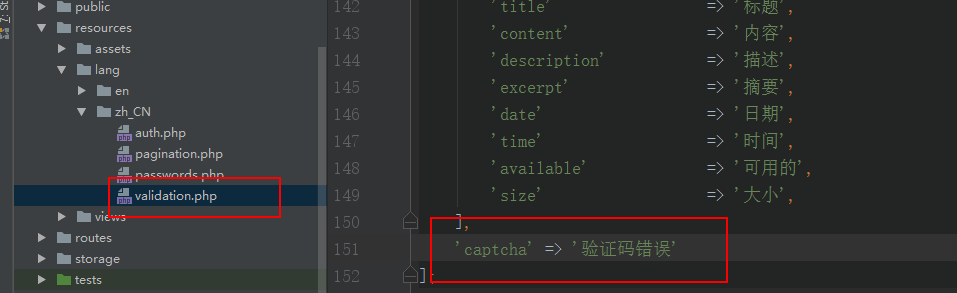 public
resources
assets
lang
en
zh_CN
auth.php
pagination.php
passwords.php
validation.php
views
routes
storage
tests
142 'title' => '标题',
143 'content' => '内容',
144 'description' => '描述',
145 'excerpt' => '摘要',
146 'date' => '日期',
147 'time' => '时间',
148 'available' => '可用的',
149 'size' => '大小',
150 ],
151 'captcha' => '验证码错误'
152 ];